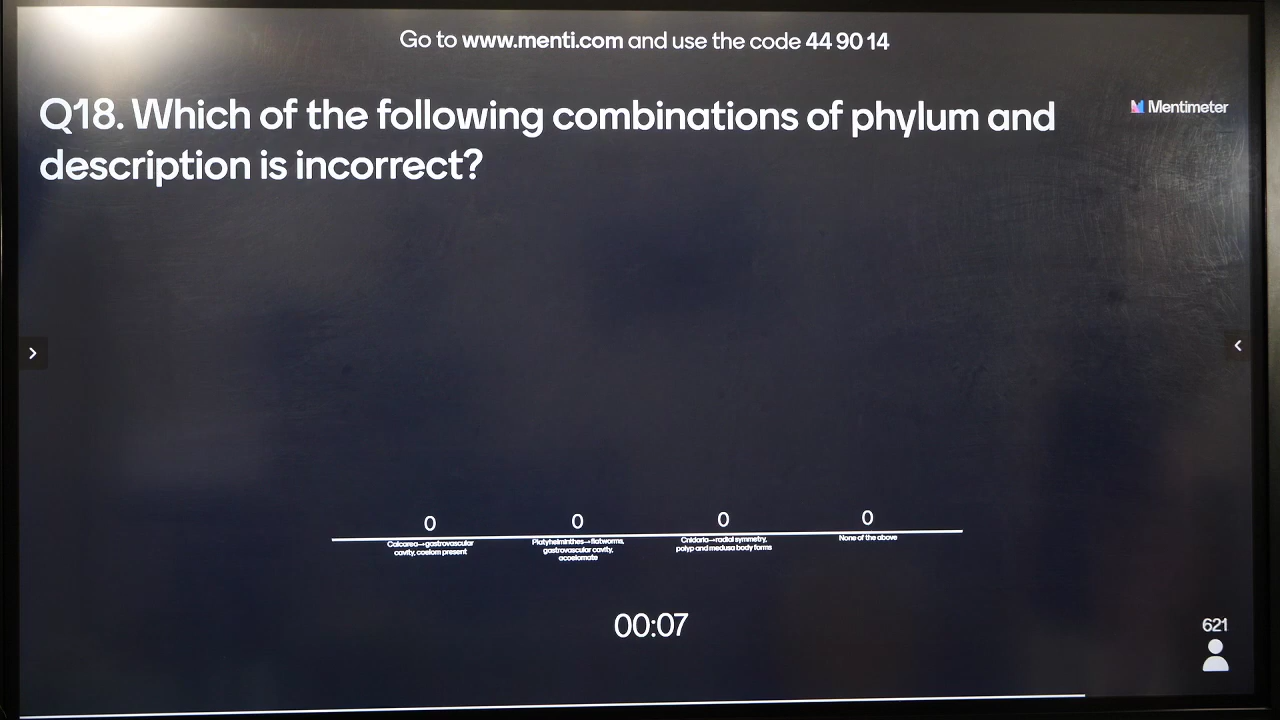 Go to www.menti.com and use the code 44 90 14
Q18. Which of the following combinations of phylum and
description is incorrect?
Mentimeter
0
0
0
0
Calcarea→gastrovascular
cavity, coelom present
Platyhelminthes→flatworms,
gastrovascular cavity,
acoelomate
Cnidaria→radial symmetry,
polyp and medusa body forms
None of the above
00:07
621